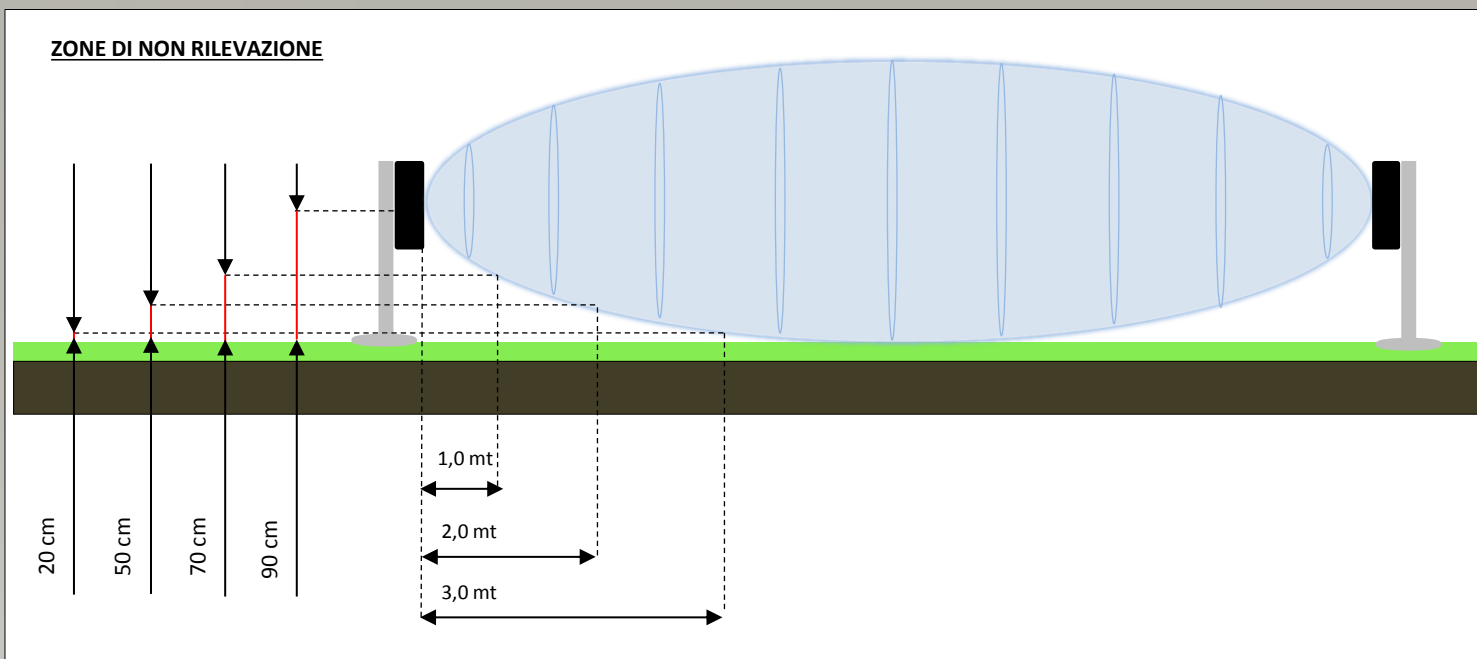 ZONE DI NON RILEVAZIONE
1,0 mt
2,0 mt
3,0 mt
20 cm
50 cm
70 cm
90 cm